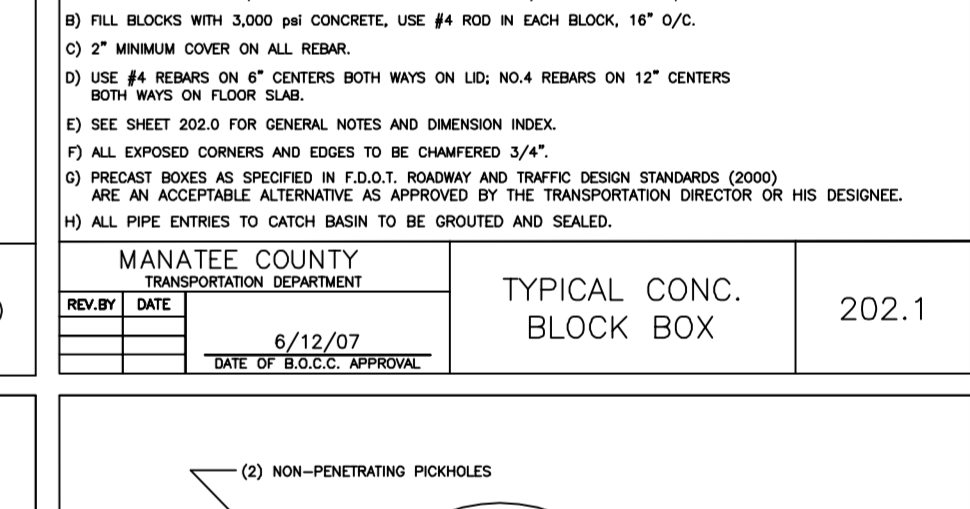 B) FILL BLOCKS WITH 3,000 psi CONCRETE, USE #4 ROD IN EACH BLOCK, 16" O/C.
C) 2" MINIMUM COVER ON ALL REBAR.
D) USE #4 REBARS ON 6" CENTERS BOTH WAYS ON LID; NO.4 REBARS ON 12" CENTERS
BOTH WAYS ON FLOOR SLAB.
E) SEE SHEET 202.0 FOR GENERAL NOTES AND DIMENSION INDEX.
F) ALL EXPOSED CORNERS AND EDGES TO BE CHAMFERED 3/4".
G) PRECAST BOXES AS SPECIFIED IN F.D.O.T. ROADWAY AND TRAFFIC DESIGN STANDARDS (2000)
ARE AN ACCEPTABLE ALTERNATIVE AS APPROVED BY THE TRANSPORTATION DIRECTOR OR HIS DESIGNEE.
H) ALL PIPE ENTRIES TO CATCH BASIN TO BE GROUTED AND SEALED.
MANATEE COUNTY
TRANSPORTATION DEPARTMENT
REV.BY DATE
6/12/07
DATE OF B.O.C.C. APPROVAL
TYPICAL CONC.
BLOCK BOX
202.1
)
(2) NON-PENETRATING PICKHOLES